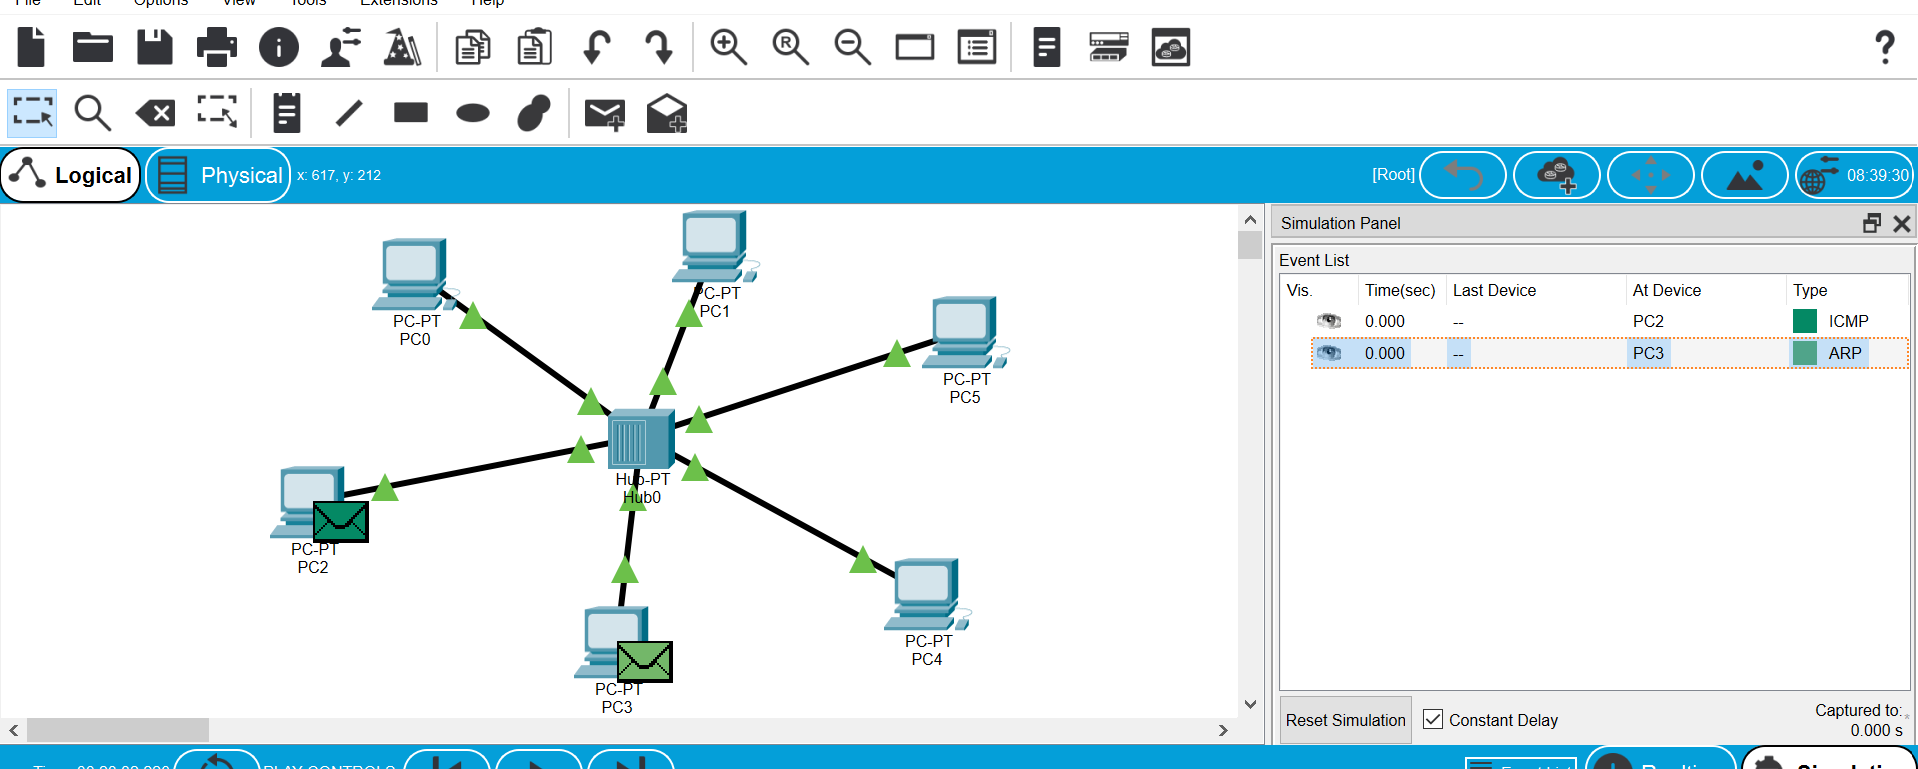 File Edit Options View Tools Extensions Help
Logical
Physical
x: 617, y: 212
[Root]
08:39:30
PC-PT
PC0
PC-PT
PC1
PC-PT
PC5
Hub-PT
Hub0
PC-PT
PC2
PC-PT
PC4
PC-PT
PC3
Simulation Panel
Event List
Vis. Time(sec) Last Device At Device Type
0.000 -- PC2 ICMP
0.000 -- PC3 ARP
Reset Simulation
Constant Delay
Captured to:
0.000 s
PLAY CONTROLS
Event List
Simulation